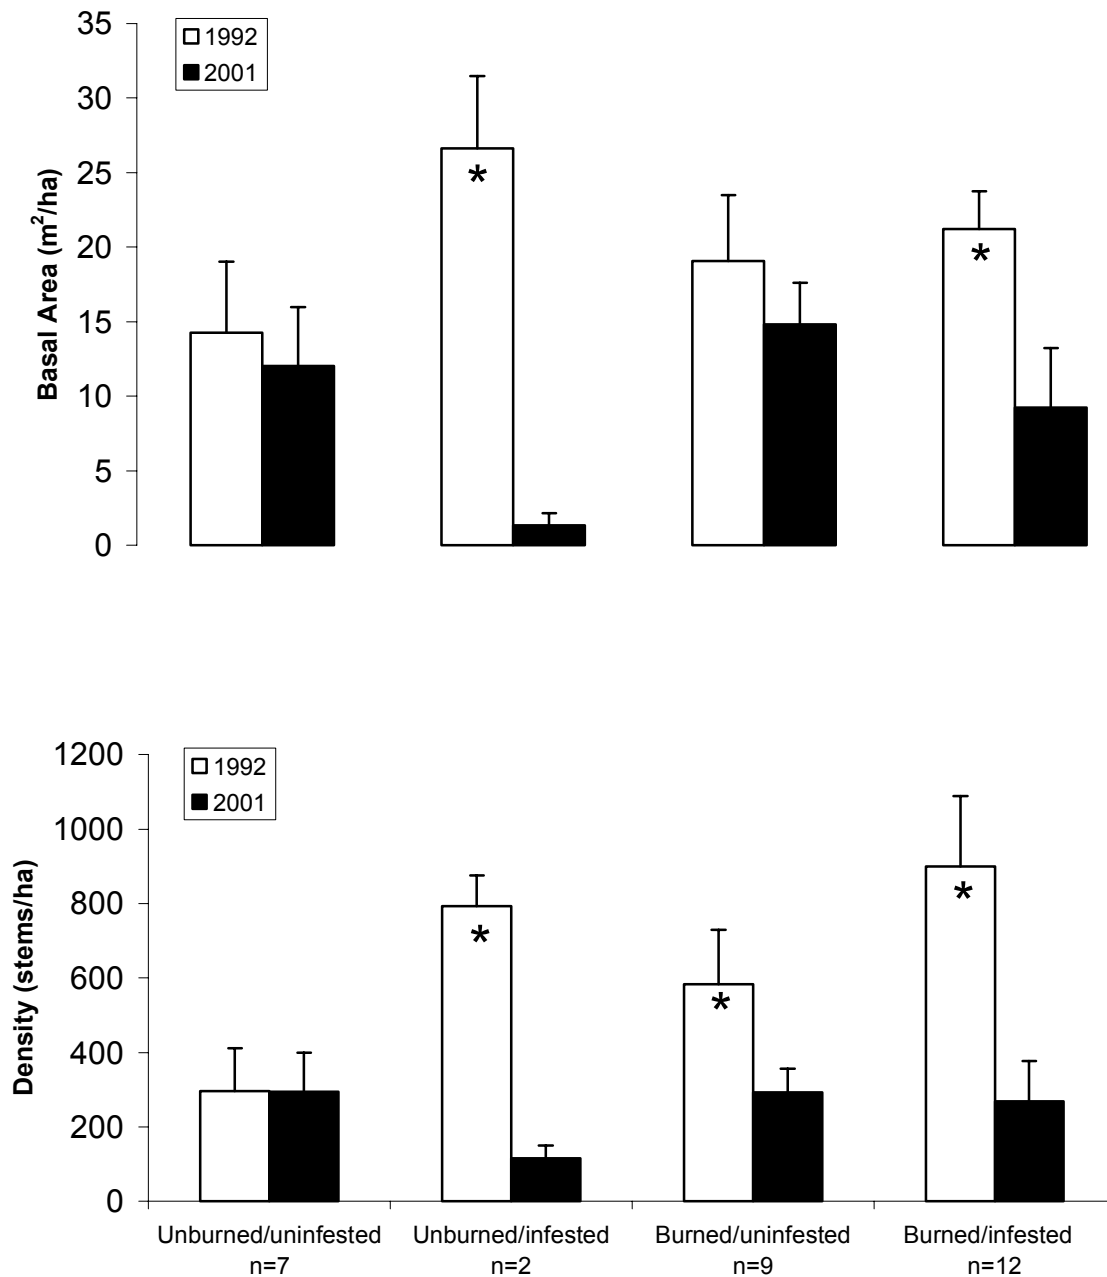 35
30
25
20
15
10
5
0
Basal Area (m²/ha)
1992
2001
*
*
1200
1000
800
600
400
200
0
Density (stems/ha)
1992
2001
*
*
*
Unburned/uninfested
n=7
Unburned/infested
n=2
Burned/uninfested
n=9
Burned/infested
n=12